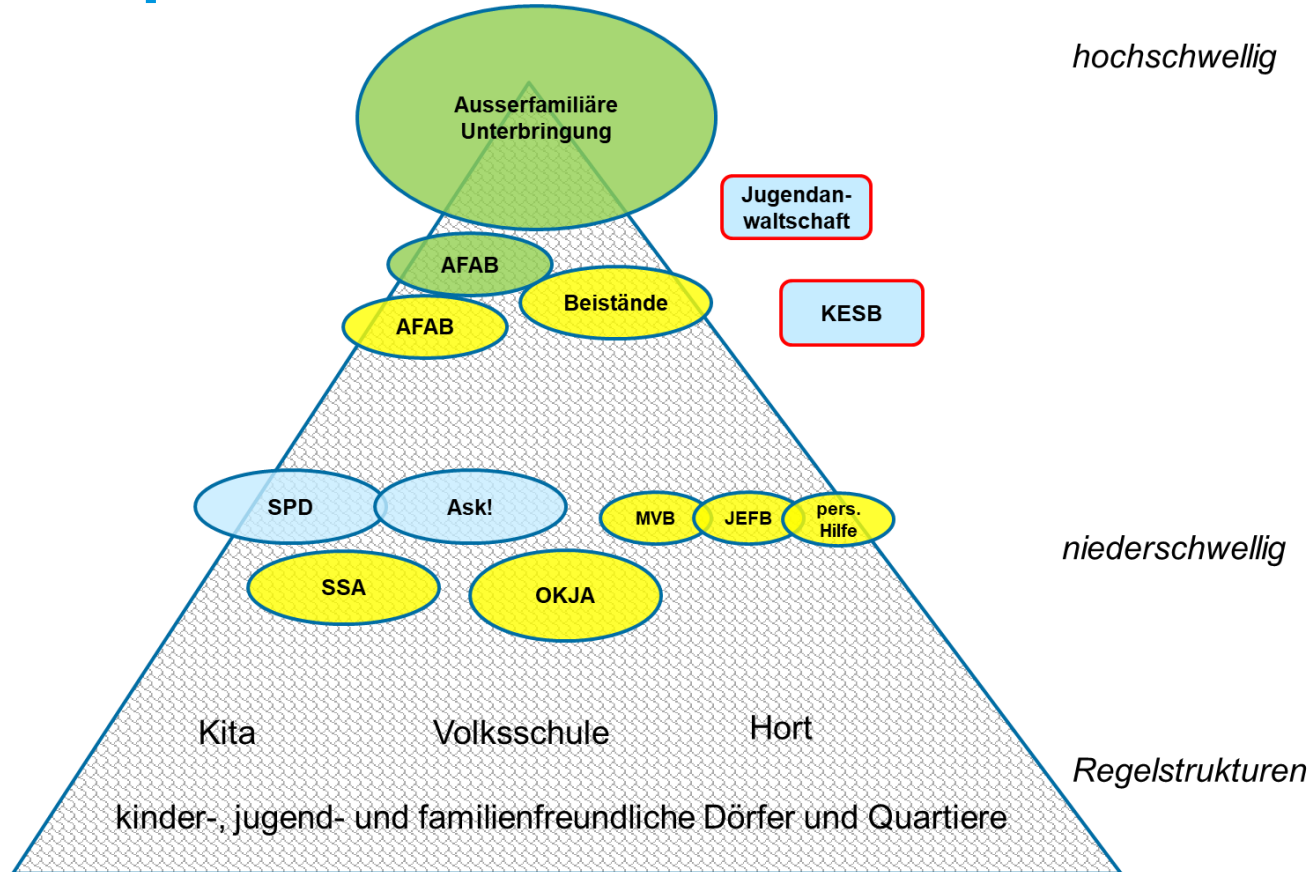 hochschwellig
Ausserfamiliäre
Unterbringung
Jugendan-
waltschaft
AFAB
Beistände
KESB
AFAB
SPD
Ask!
MVB
JEFB
pers.
Hilfe
niederschwellig
SSA
OKJA
Kita
Volksschule
Hort
Regelstrukturen
kinder-, jugend- und familienfreundliche Dörfer und Quartiere